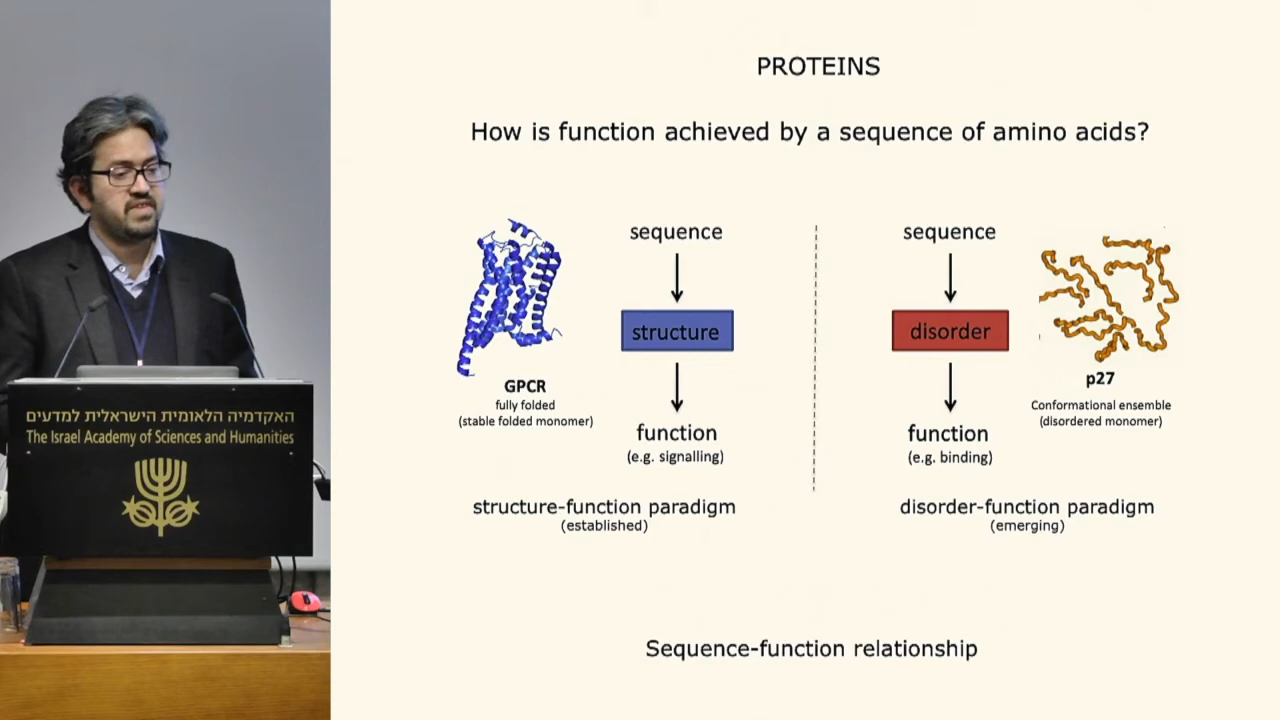 PROTEINS
How is function achieved by a sequence of amino acids?
sequence
structure
function
(e.g. signalling)
GPCR
fully folded
(stable folded monomer)
structure-function paradigm
(established)
sequence
disorder
function
(e.g. binding)
p27
Conformational ensemble
(disordered monomer)
disorder-function paradigm
(emerging)
Sequence-function relationship
האקדמיה הלאומית הישראלית למדעים
The Israel Academy of Sciences and Humanities